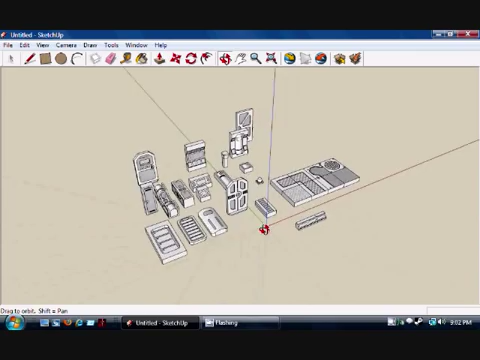 Untitled - SketchUp
File Edit View Camera Draw Tools Window Help
Drag to orbit. Shift = Pan
Untitled - SketchUp
Flashing
3:02 PM